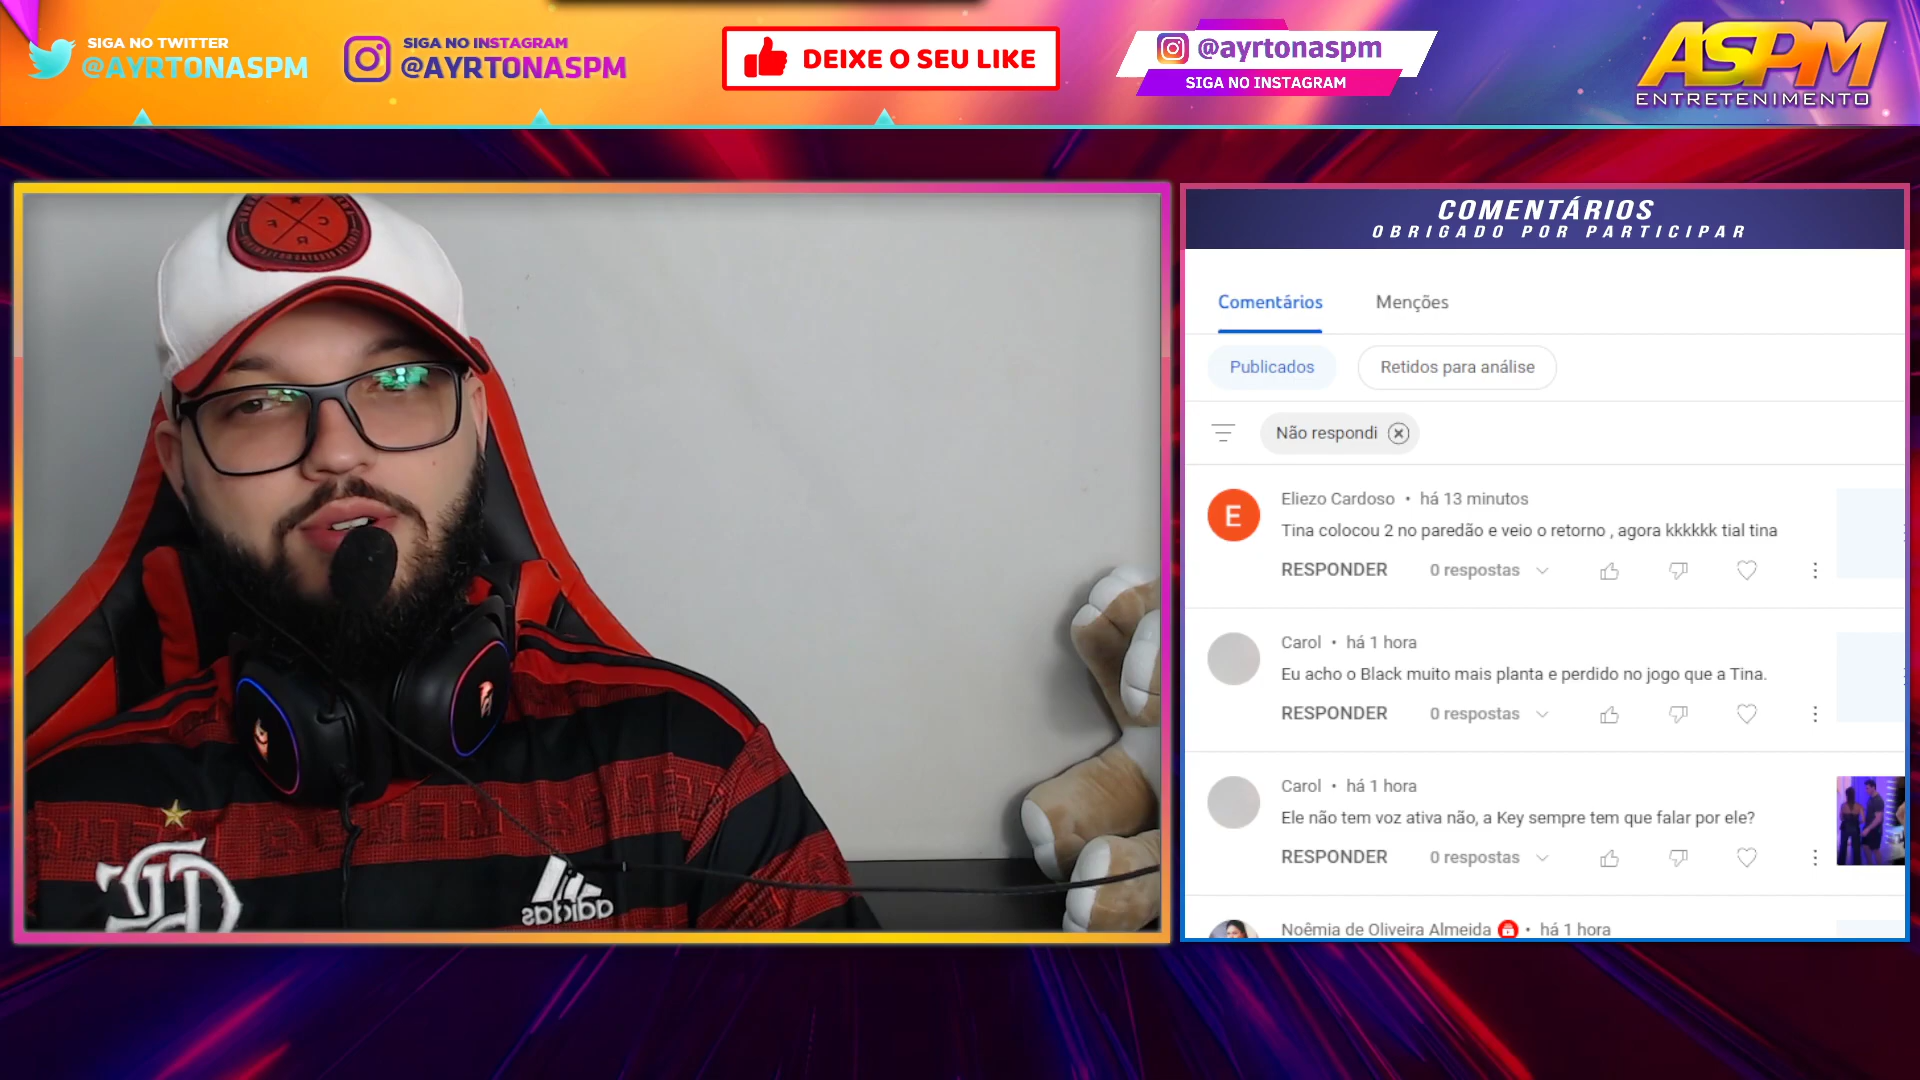 SIGA NO TWITTER
@AYRTONASPM
SIGA NO INSTAGRAM
@AYRTONASPM
DEIXE O SEU LIKE
@ayrtonaspm
SIGA NO INSTAGRAM
ASPM
ENTRETENIMENTO
COMENTÁRIOS
OBRIGADO POR PARTICIPAR
Comentários Menções
Publicados Retidos para análise
Não respondi
E
Eliezo Cardoso • há 13 minutos
Tina colocou 2 no paredão e veio o retorno , agora kkkkkk tial tina
RESPONDER 0 respostas
Carol • há 1 hora
Eu acho o Black muito mais planta e perdido no jogo que a Tina.
RESPONDER 0 respostas
Carol • há 1 hora
Ele não tem voz ativa não, a Key sempre tem que falar por ele?
RESPONDER 0 respostas
Noêmia de Oliveira Almeida • há 1 hora
adidas